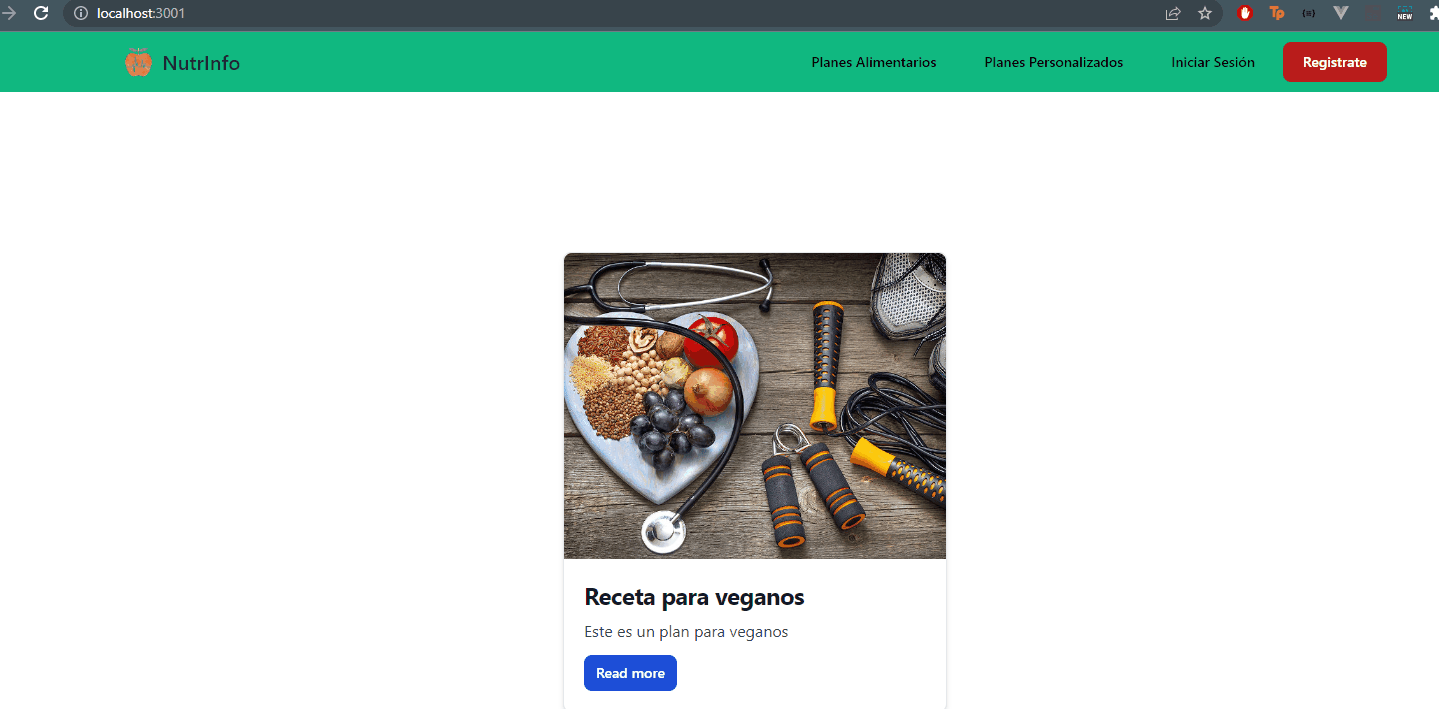 localhost:3001
NEW
NutrInfo
Planes Alimentarios
Planes Personalizados
Iniciar Sesión
Registrate
Receta para veganos
Este es un plan para veganos
Read more